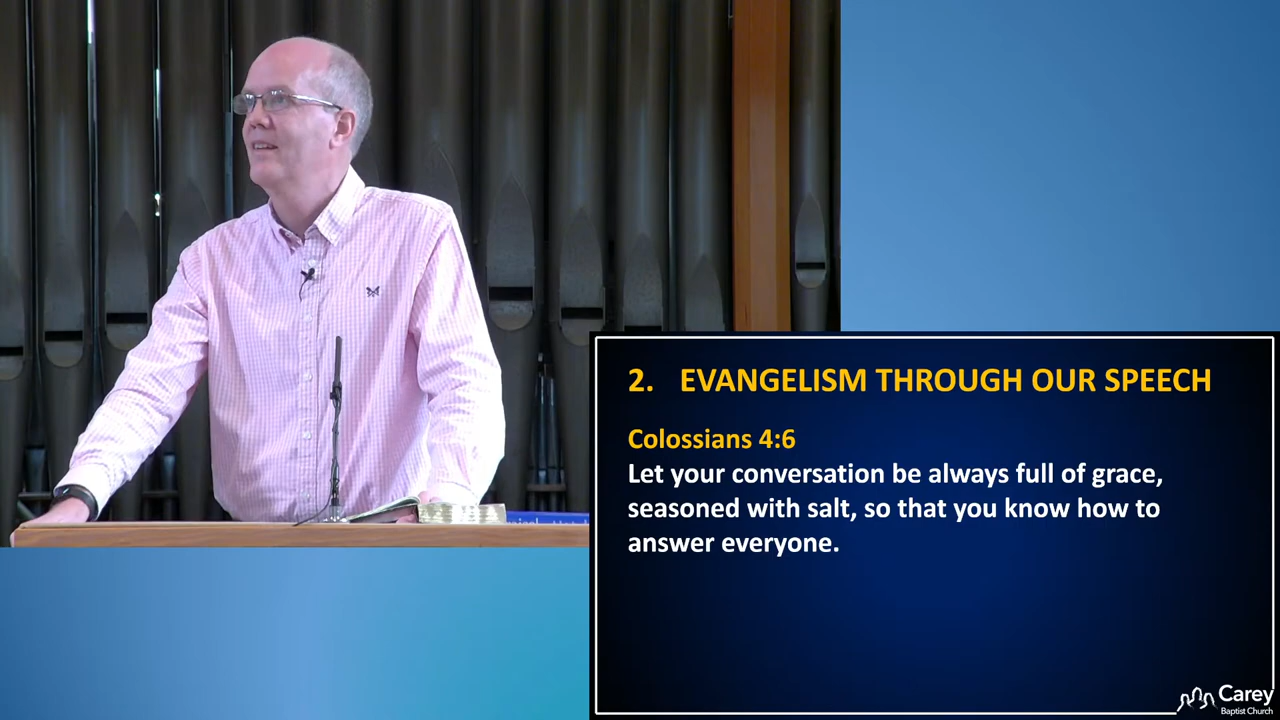 2. EVANGELISM THROUGH OUR SPEECH
Colossians 4:6
Let your conversation be always full of grace,
seasoned with salt, so that you know how to
answer everyone.
Carey
Baptist Church